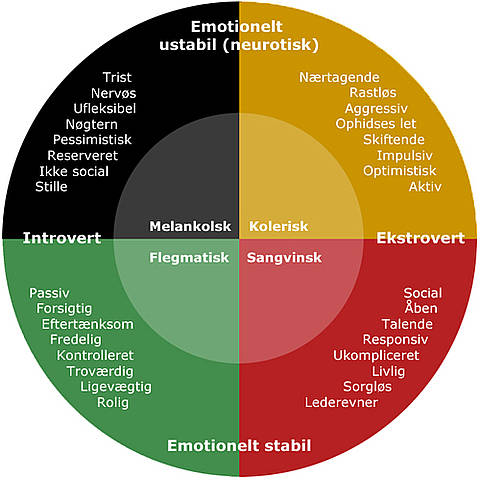 Emotionelt
ustabil (neurotisk)
Trist
Nervøs
Ufleksibel
Nøgtern
Pessimistisk
Reserveret
Ikke social
Stille
Nærtagende
Rastløs
Aggressiv
Ophidses let
Skiftende
Impulsiv
Optimistisk
Aktiv
Melankolsk
Kolerisk
Introvert
Ekstrovert
Flegmatisk
Sangvinsk
Passiv
Forsigtig
Eftertænksom
Fredelig
Kontrolleret
Troværdig
Ligevægtig
Rolig
Social
Åben
Talende
Responsiv
Ukompliceret
Livlig
Sorgløs
Lederevner
Emotionelt stabil